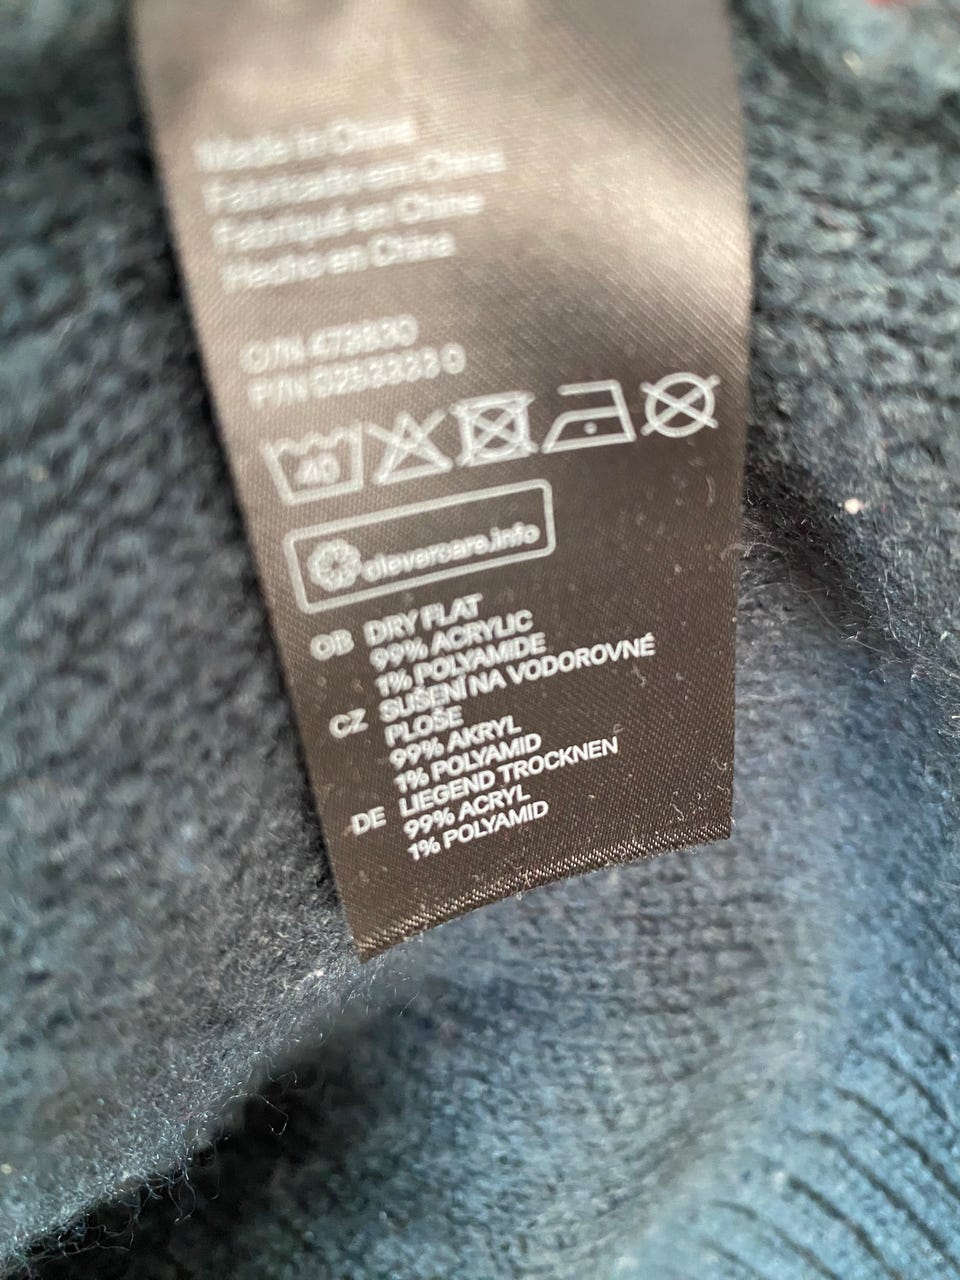 Made in China
Fabricado em China
Fabriqué en Chine
Hecho en China
O/N 472830
P/N 0253333 0
40
clevercare.info
GB DRY FLAT
99% ACRYLIC
1% POLYAMIDE
CZ SUŠENÍ NA VODOROVNÉ
PLOŠE
99% AKRYL
1% POLYAMID
DE LIEGEND TROCKNEN
99% ACRYL
1% POLYAMID